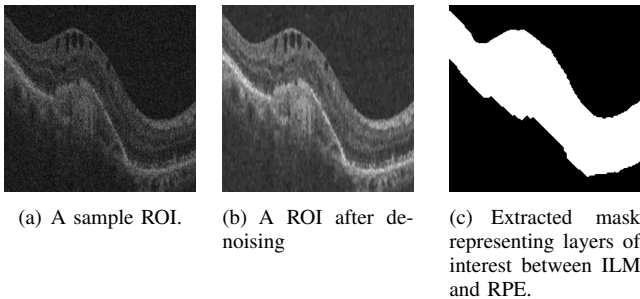 (a) A sample ROI.
(b) A ROI after de-
noising
(c) Extracted mask
representing layers of
interest between ILM
and RPE.